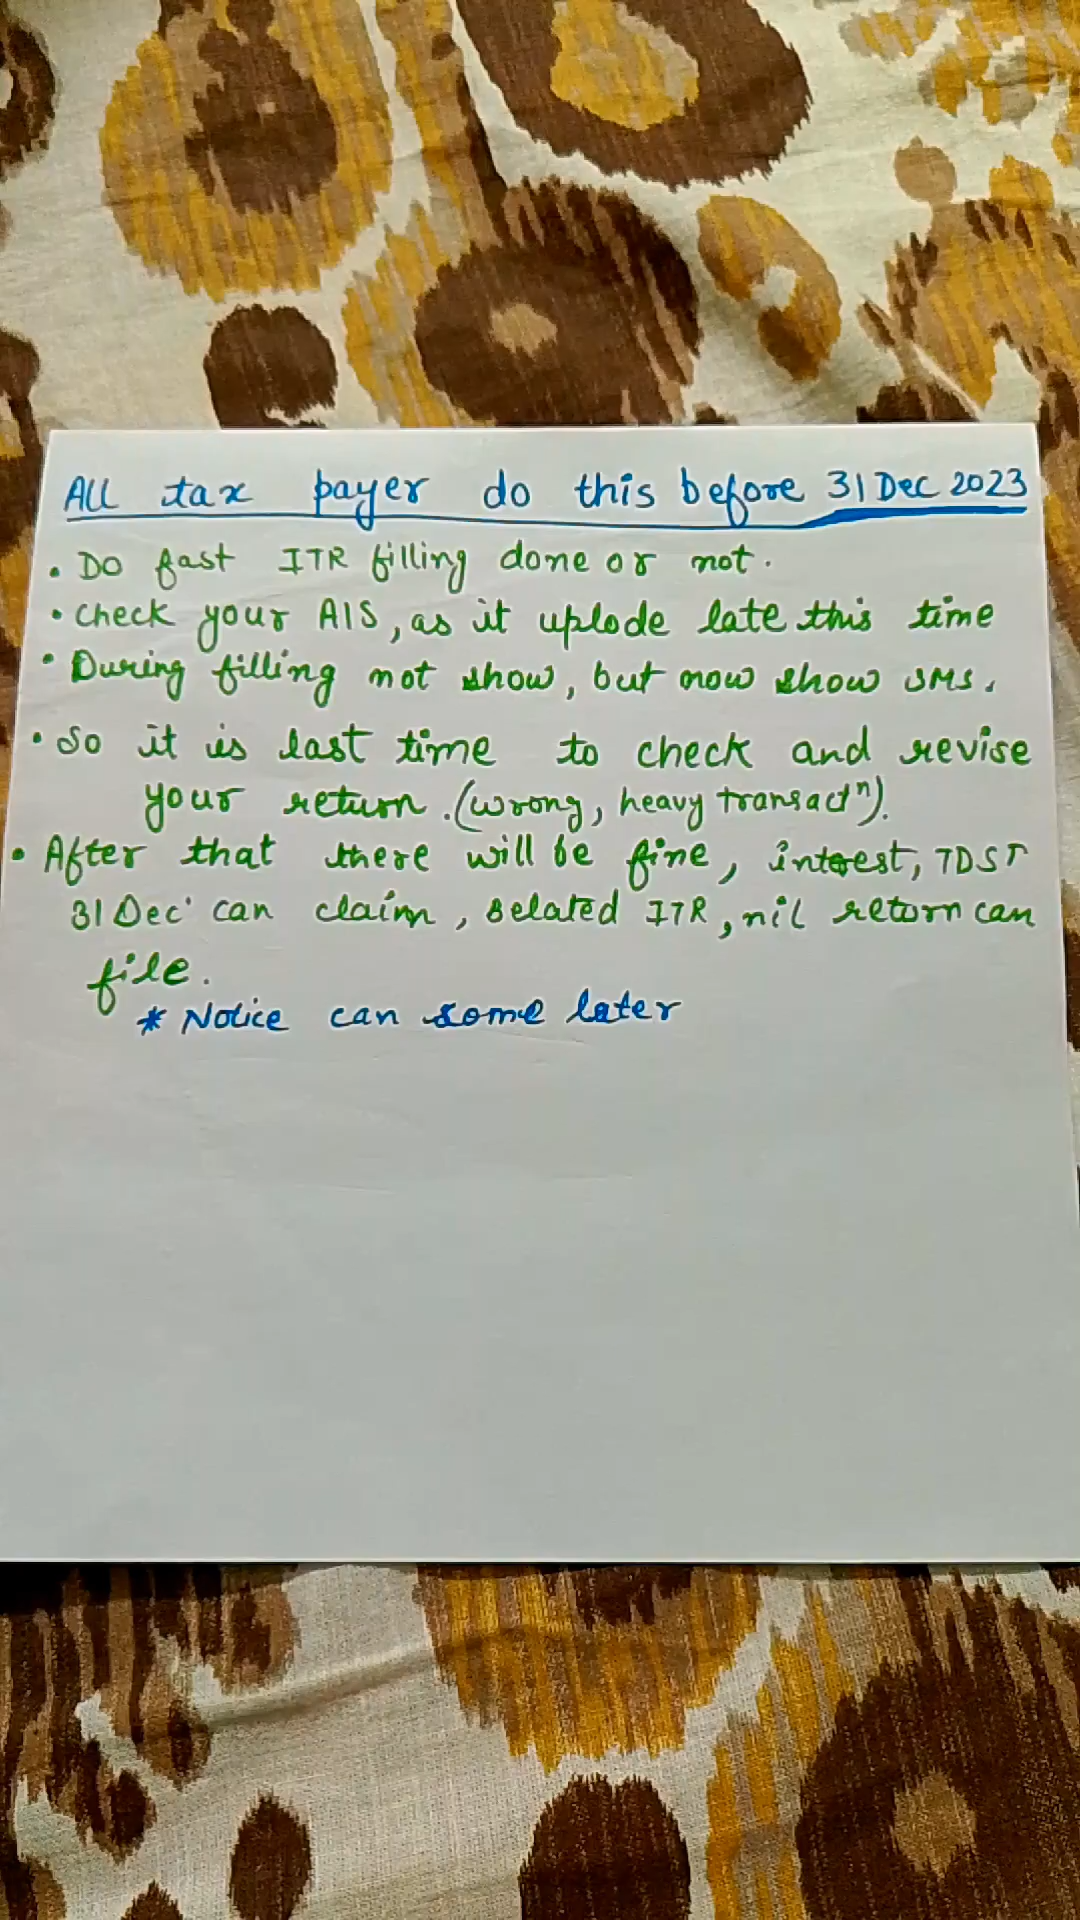 All tax payer do this before 31 Dec 2023
• Do fast ITR filling done or not.
• Check your AIS, as it uplode late this time
• During filling not show, but now show SMS.
• So it is last time to check and revise
your return. (wrong, heavy transactⁿ).
• After that there will be fine, interest, TDS↑
31 Dec' can claim, Belated ITR, nil return can
file.
* Notice can some later